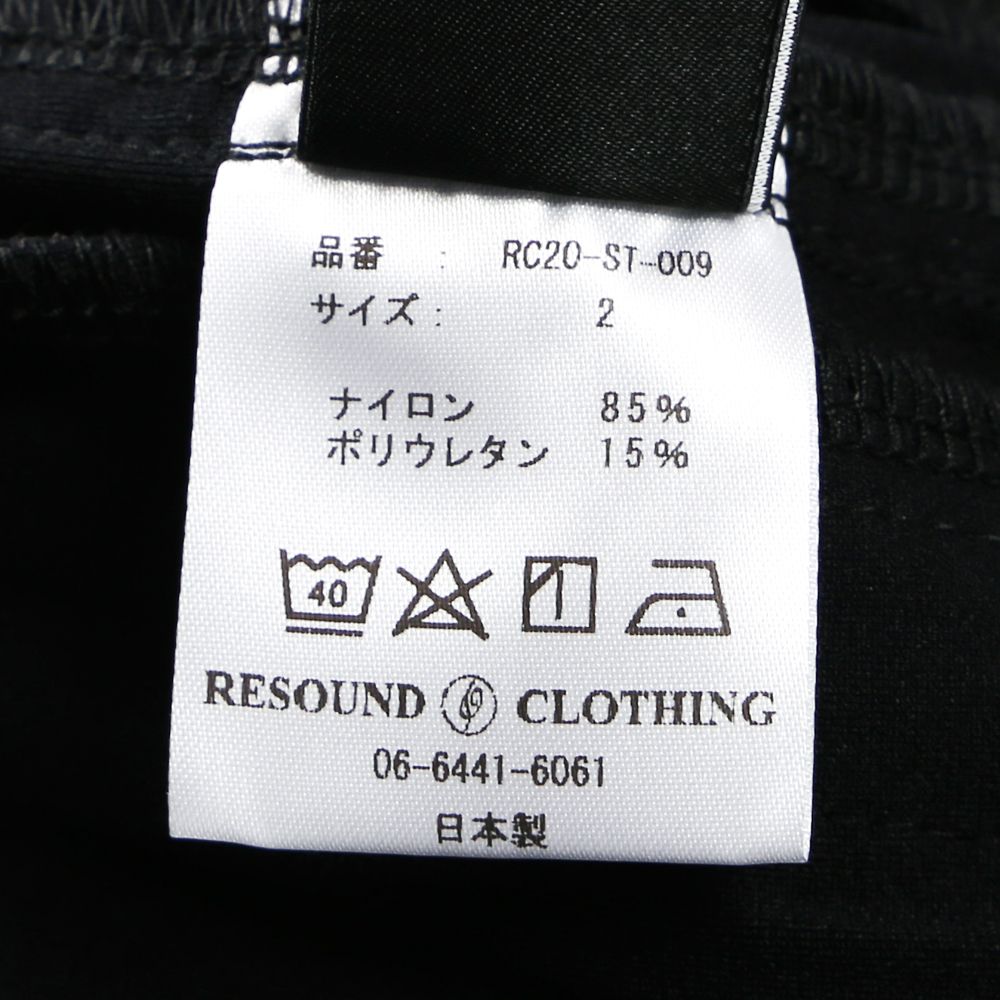 品番 : RC20-ST-009
サイズ : 2
ナイロン 85%
ポリウレタン 15%
40
RESOUND CLOTHING
06-6441-6061
日本製